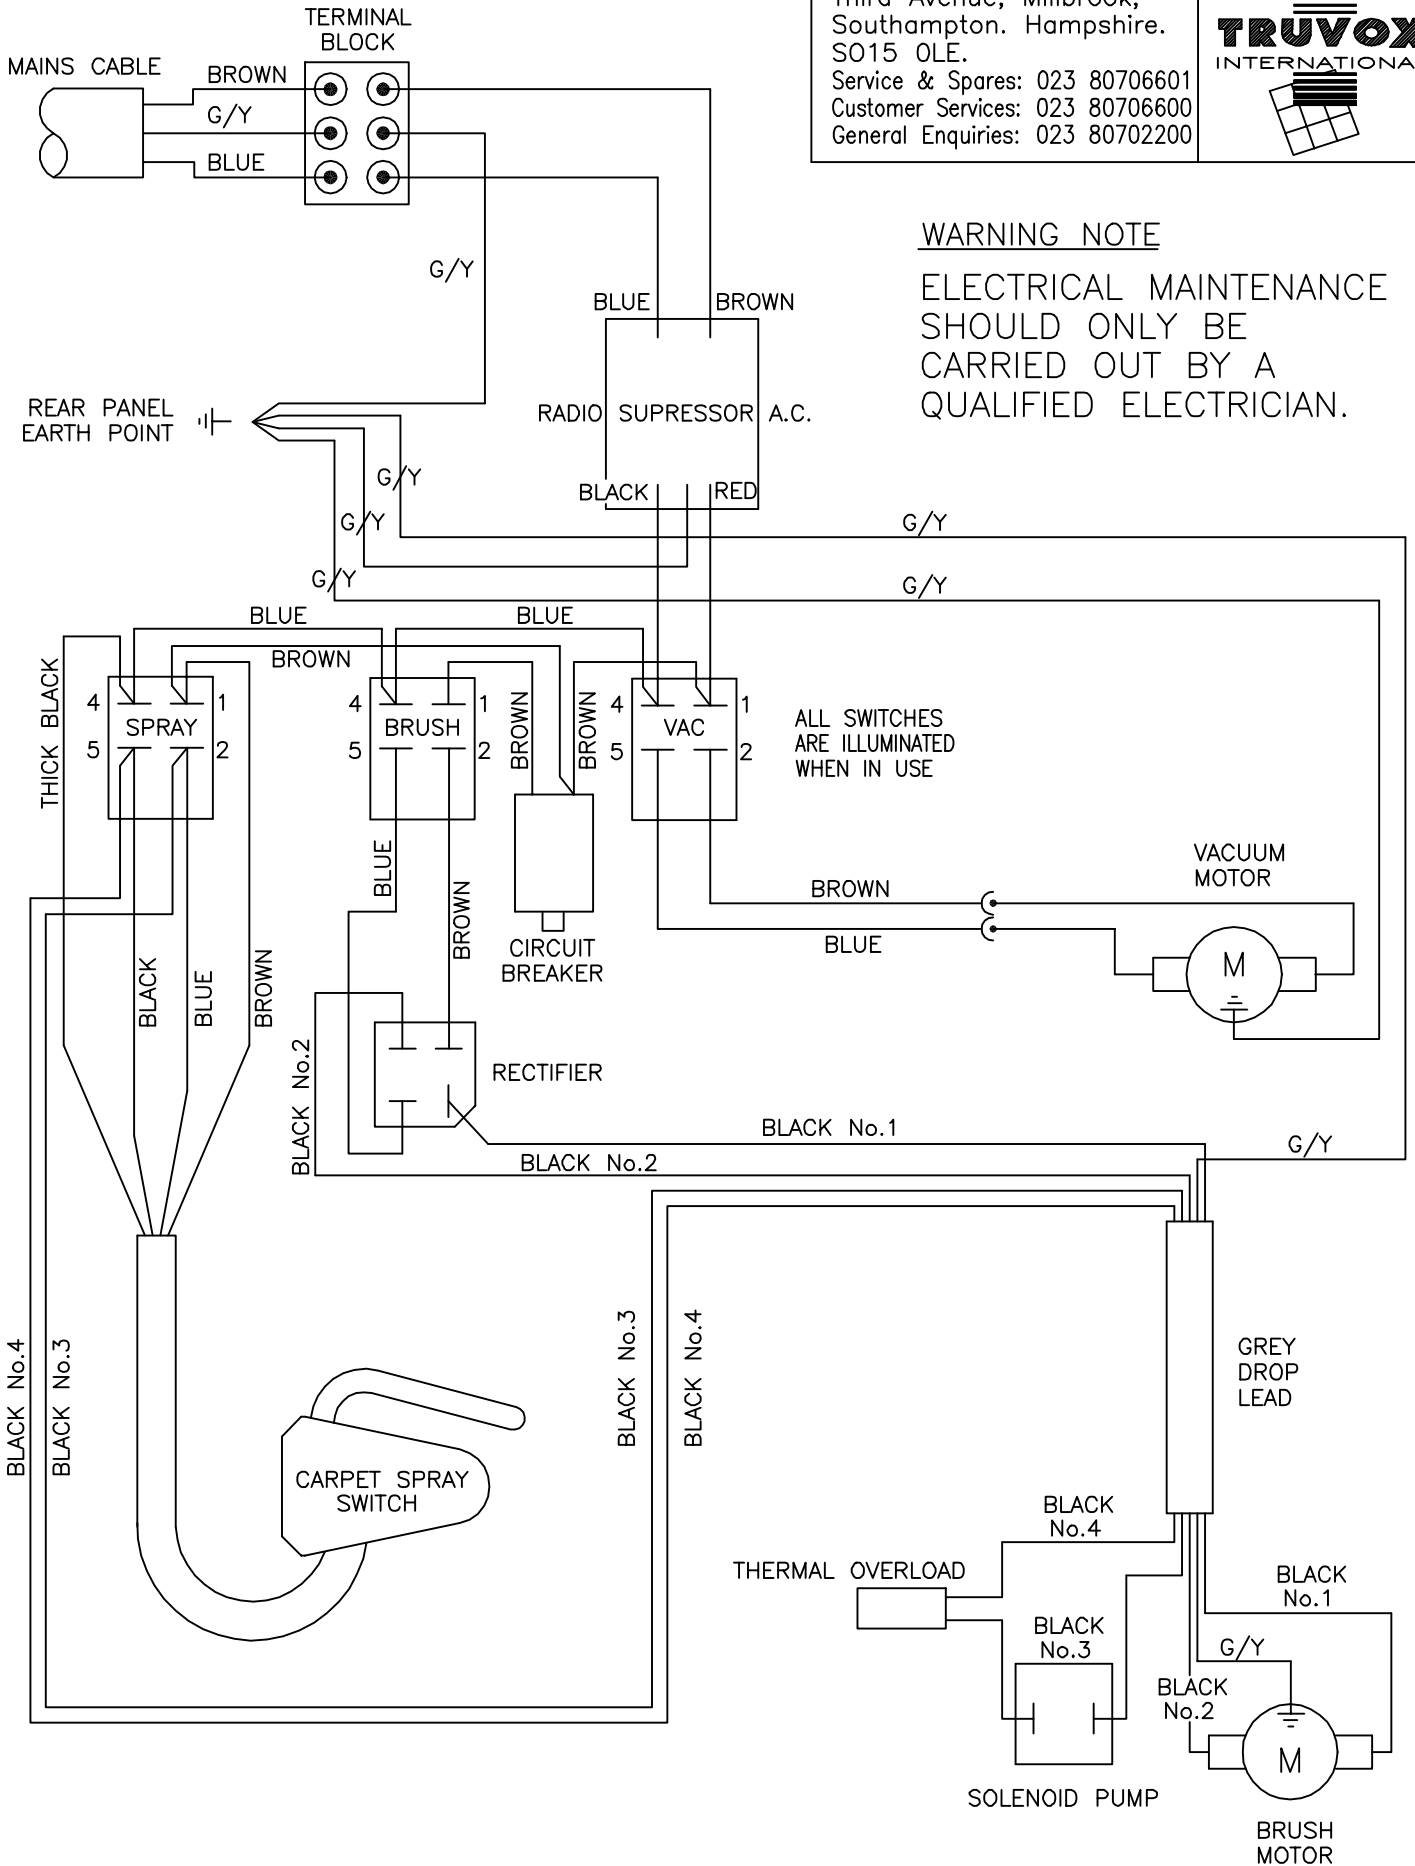 TERMINAL
BLOCK
MAINS CABLE
BROWN
G/Y
BLUE
Third Avenue, Millbrook,
Southampton. Hampshire.
SO15 0LE.
Service & Spares: 023 80706601
Customer Services: 023 80706600
General Enquiries: 023 80702200
TRUVOX
INTERNATIONA
WARNING NOTE
ELECTRICAL MAINTENANCE
SHOULD ONLY BE
CARRIED OUT BY A
QUALIFIED ELECTRICIAN.
G/Y
BLUE
BROWN
REAR PANEL
EARTH POINT
RADIO SUPRESSOR A.C.
BLACK
RED
G/Y
G/Y
G/Y
G/Y
G/Y
BLUE
BLUE
BROWN
THICK BLACK
4
1
SPRAY
5
2
4
1
BRUSH
5
2
BROWN
BROWN
4
1
VAC
5
2
ALL SWITCHES
ARE ILLUMINATED
WHEN IN USE
BLUE
BROWN
CIRCUIT
BREAKER
BROWN
BLUE
VACUUM
MOTOR
M
BLACK
BLUE
BROWN
BLACK No.2
RECTIFIER
BLACK No.1
BLACK No.2
G/Y
BLACK No.4
BLACK No.3
BLACK No.3
BLACK No.4
GREY
DROP
LEAD
CARPET SPRAY
SWITCH
BLACK
No.4
THERMAL OVERLOAD
BLACK
No.3
BLACK
No.1
G/Y
BLACK
No.2
M
SOLENOID PUMP
BRUSH
MOTOR